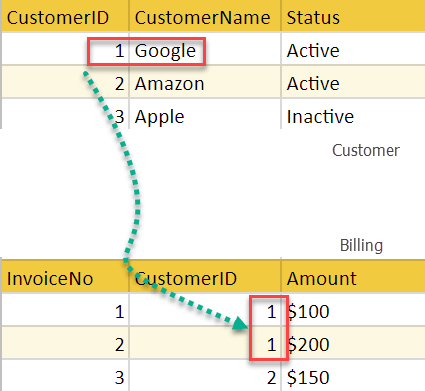 CustomerID CustomerName Status
1 Google Active
2 Amazon Active
3 Apple Inactive
Customer
Billing
InvoiceNo CustomerID Amount
1 1 $100
2 1 $200
3 2 $150